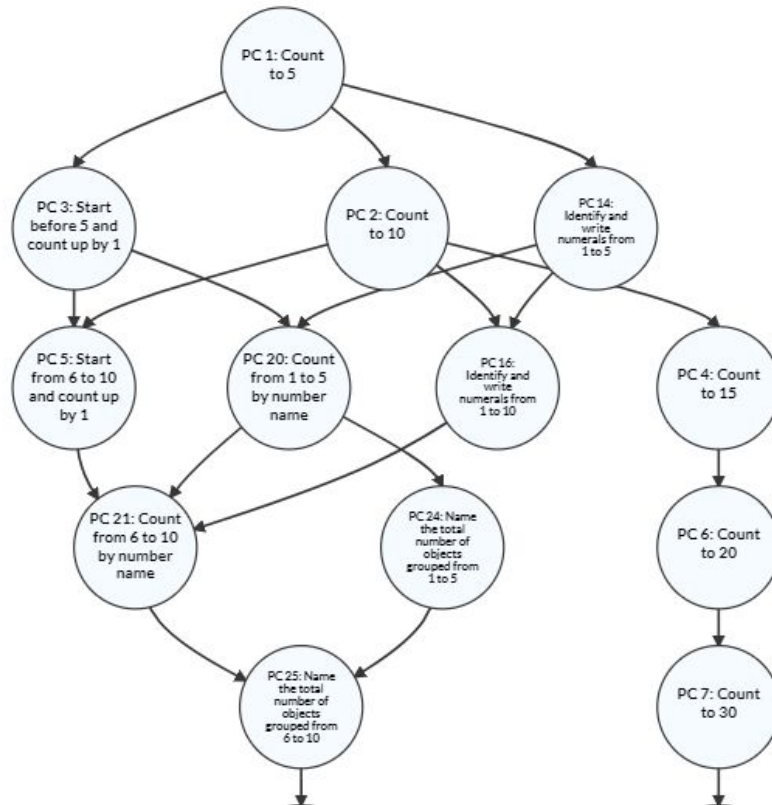 PC 1: Count
to 5
PC 3: Start
before 5 and
count up by 1
PC 2: Count
to 10
PC 14:
Identify and
write
numerals from
1 to 5
PC 5: Start
from 6 to 10
and count up
by 1
PC 20: Count
from 1 to 5
by number
name
PC 16:
Identify and
write
numerals from
1 to 10
PC 4: Count
to 15
PC 21: Count
from 6 to 10
by number
name
PC 24: Name
the total
number of
objects
grouped from
1 to 5
PC 6: Count
to 20
PC 25: Name
the total
number of
objects
grouped from
6 to 10
PC 7: Count
to 30